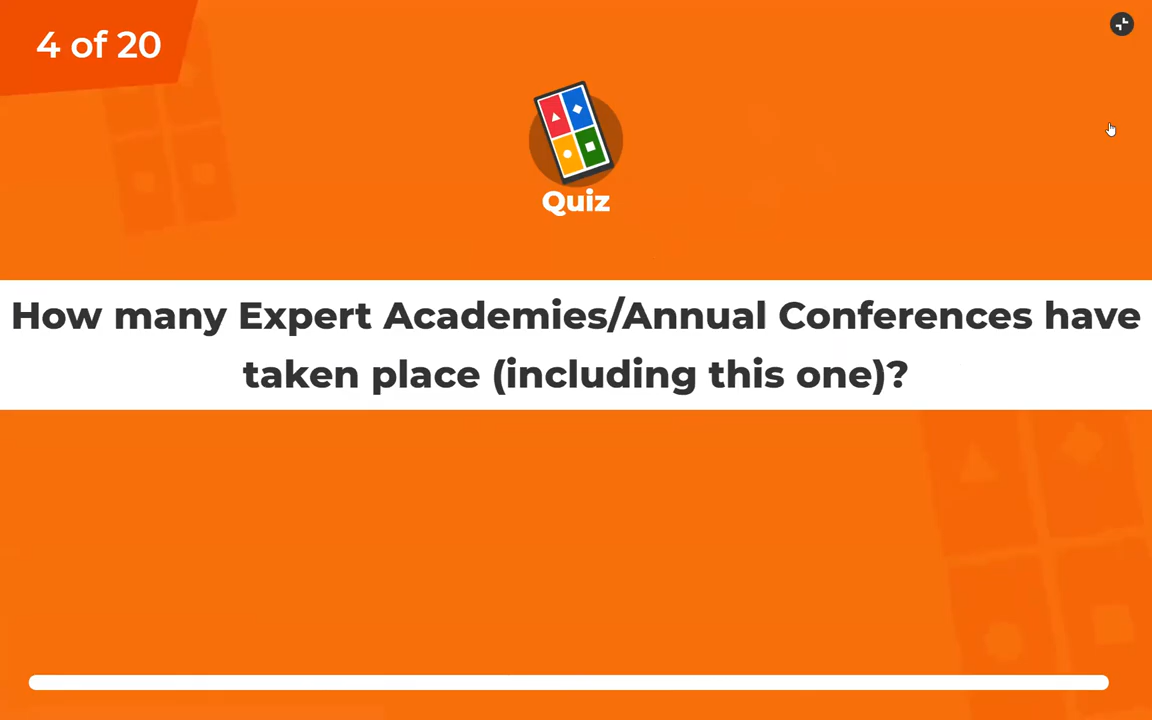 4 of 20
Quiz
How many Expert Academies/Annual Conferences have
taken place (including this one)?